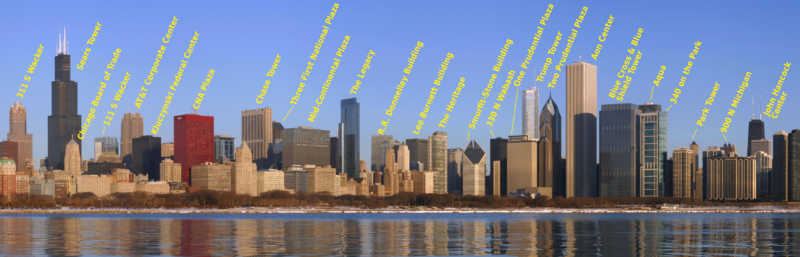 311 S Wacker
Sears Tower
Chicago Board of Trade
111 S Wacker
AT&T Corporate Center
Kluczynski Federal Center
CNA Plaza
Chase Tower
Three First National Plaza
Mid Continental Plaza
The Legacy
R.R. Donnelley Building
Leo Burnett Building
The Heritage
Smurfit-Stone Building
330 N Wabash
One Prudential Plaza
Trump Tower
Two Prudential Plaza
Aon Center
Blue Cross & Blue
Shield Tower
Aqua
340 on the Park
Park Tower
900 N Michigan
John Hancock
Center